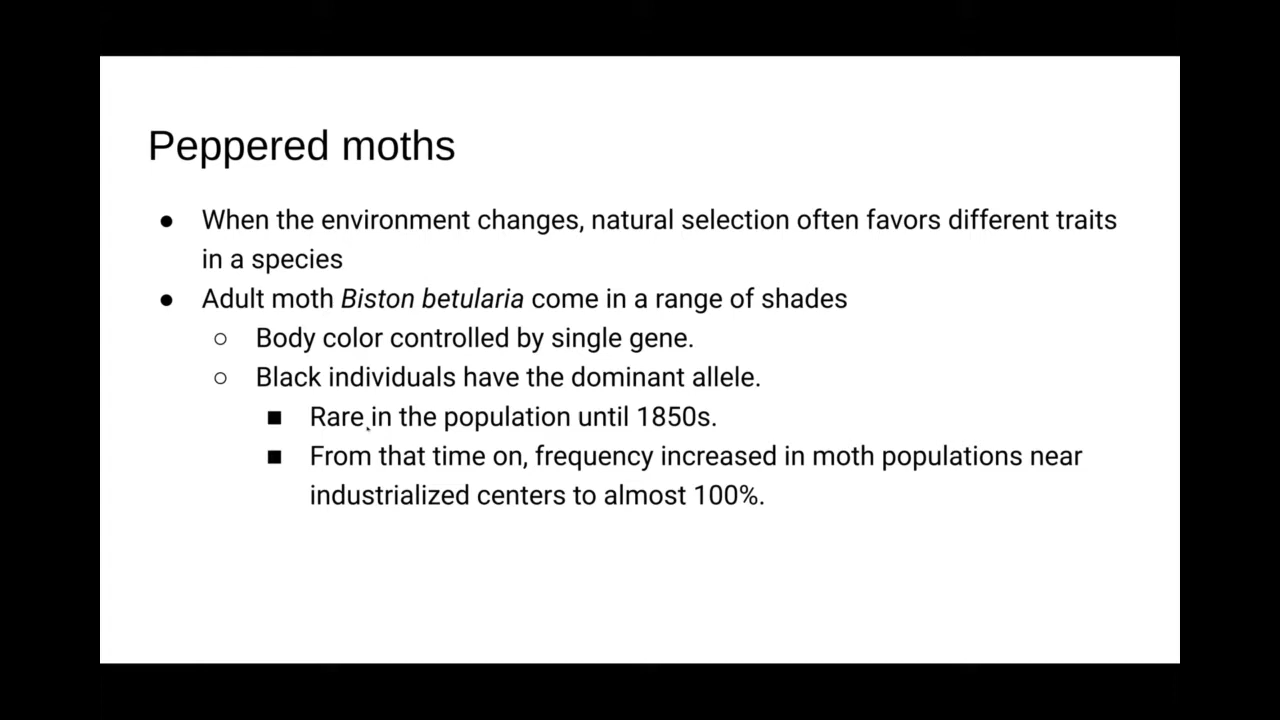 Peppered moths
● When the environment changes, natural selection often favors different traits
in a species
● Adult moth Biston betularia come in a range of shades
○ Body color controlled by single gene.
○ Black individuals have the dominant allele.
■ Rare in the population until 1850s.
■ From that time on, frequency increased in moth populations near
industrialized centers to almost 100%.